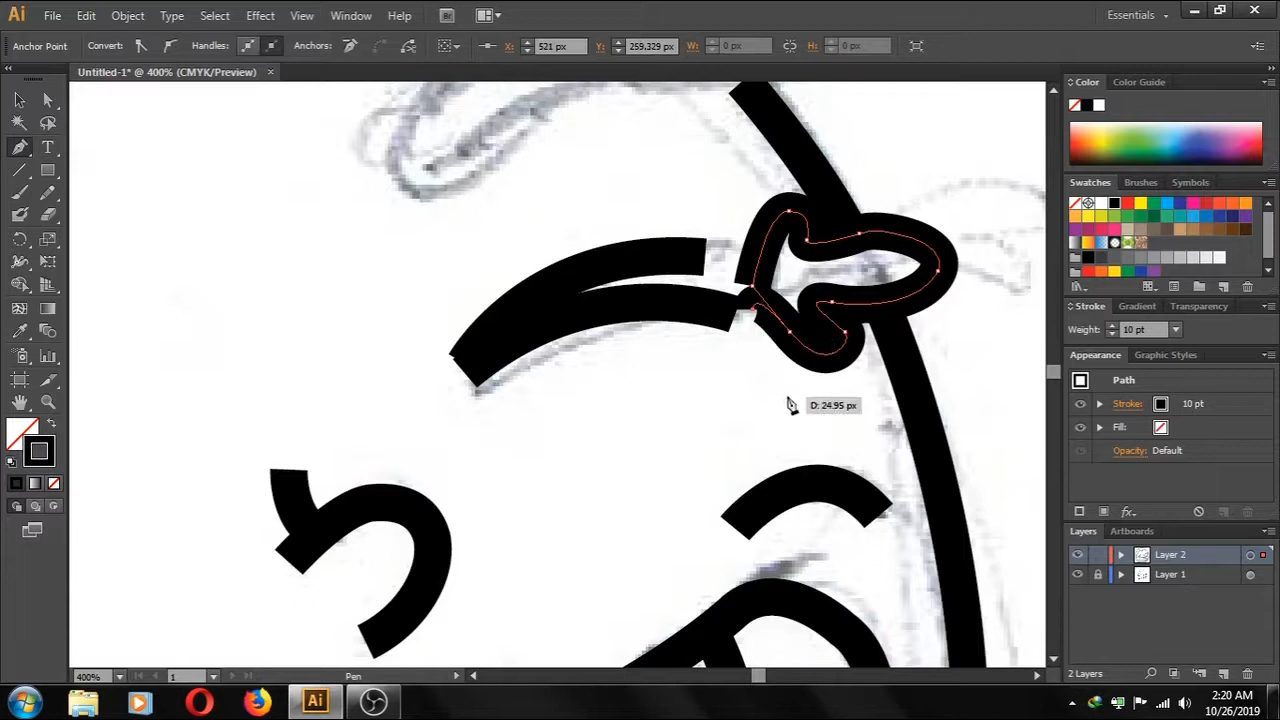 Ai File Edit Object Type Select Effect View Window Help Br Essentials
Anchor Point Convert: Handles: Anchors: X: 521 px Y: 259.329 px W: 0 px H: 0 px
Untitled-1* @ 400% (CMYK/Preview)
Color Color Guide
Swatches Brushes Symbols
Stroke Gradient Transparency
Weight: 10 pt
Appearance Graphic Styles
Path
Stroke: 10 pt
Fill:
Opacity: Default
fx
Layers Artboards
Layer 2
Layer 1
2 Layers
D: 24.95 px
400% 1 Pen
Ai
2:20 AM
10/26/2019